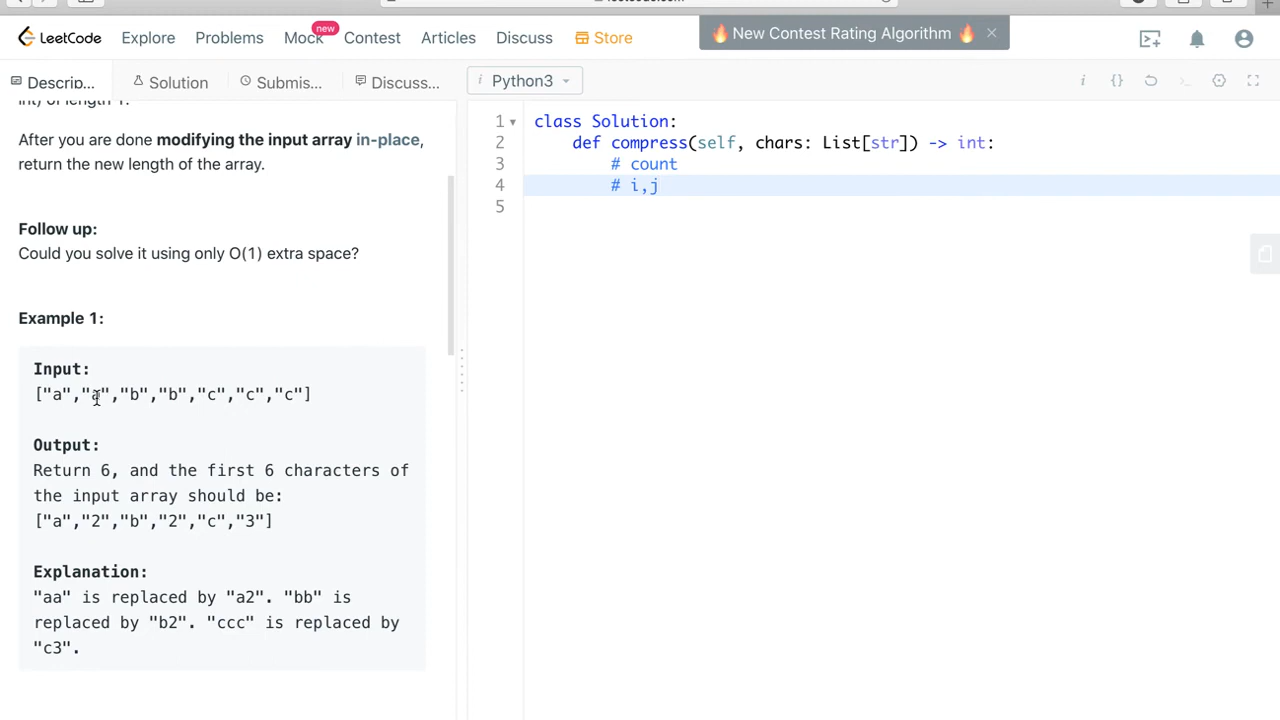 LeetCode Explore Problems Mock new Contest Articles Discuss Store 🔥 New Contest Rating Algorithm 🔥 ×
Descrip... Solution Submis... Discuss... i Python3 i {}
int) of length 1.
After you are done modifying the input array in-place,
return the new length of the array.
Follow up:
Could you solve it using only O(1) extra space?
Example 1:
Input:
["a","a","b","b","c","c","c"]
Output:
Return 6, and the first 6 characters of
the input array should be:
["a","2","b","2","c","3"]
Explanation:
"aa" is replaced by "a2". "bb" is
replaced by "b2". "ccc" is replaced by
"c3".
1 class Solution:
2 def compress(self, chars: List[str]) -> int:
3 # count
4 # i,j
5